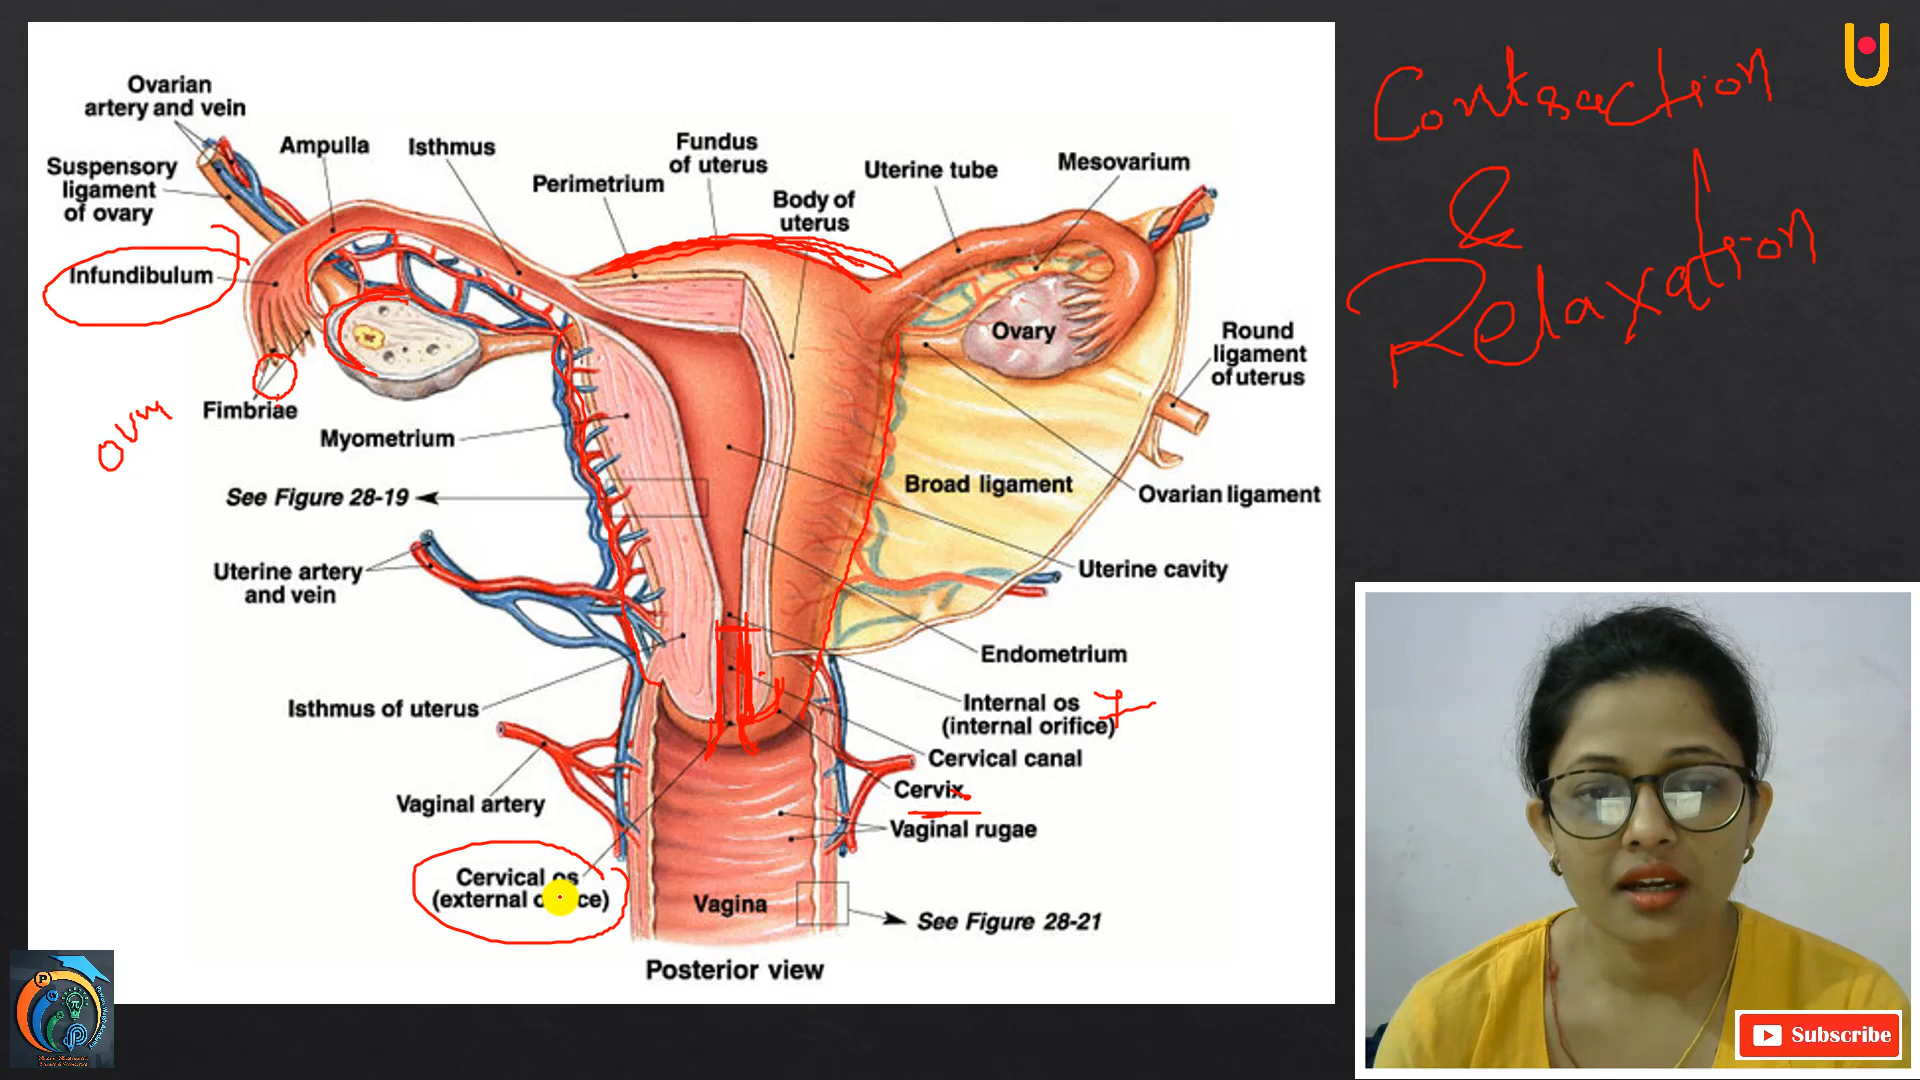 Ovarian
artery and vein
Suspensory
ligament
of ovary
Ampulla
Isthmus
Perimetrium
Fundus
of uterus
Body of
uterus
Uterine tube
Mesovarium
Infundibulum
Fimbriae
Ovary
Round
ligament
of uterus
Myometrium
See Figure 28-19
Broad ligament
Ovarian ligament
Uterine artery
and vein
Uterine cavity
Endometrium
Isthmus of uterus
Internal os
(internal orifice)
Cervical canal
Cervix
Vaginal rugae
Vaginal artery
Cervical os
(external ce)
Vagina
See Figure 28-21
Posterior view
Contraction
&
Relaxation
Subscribe